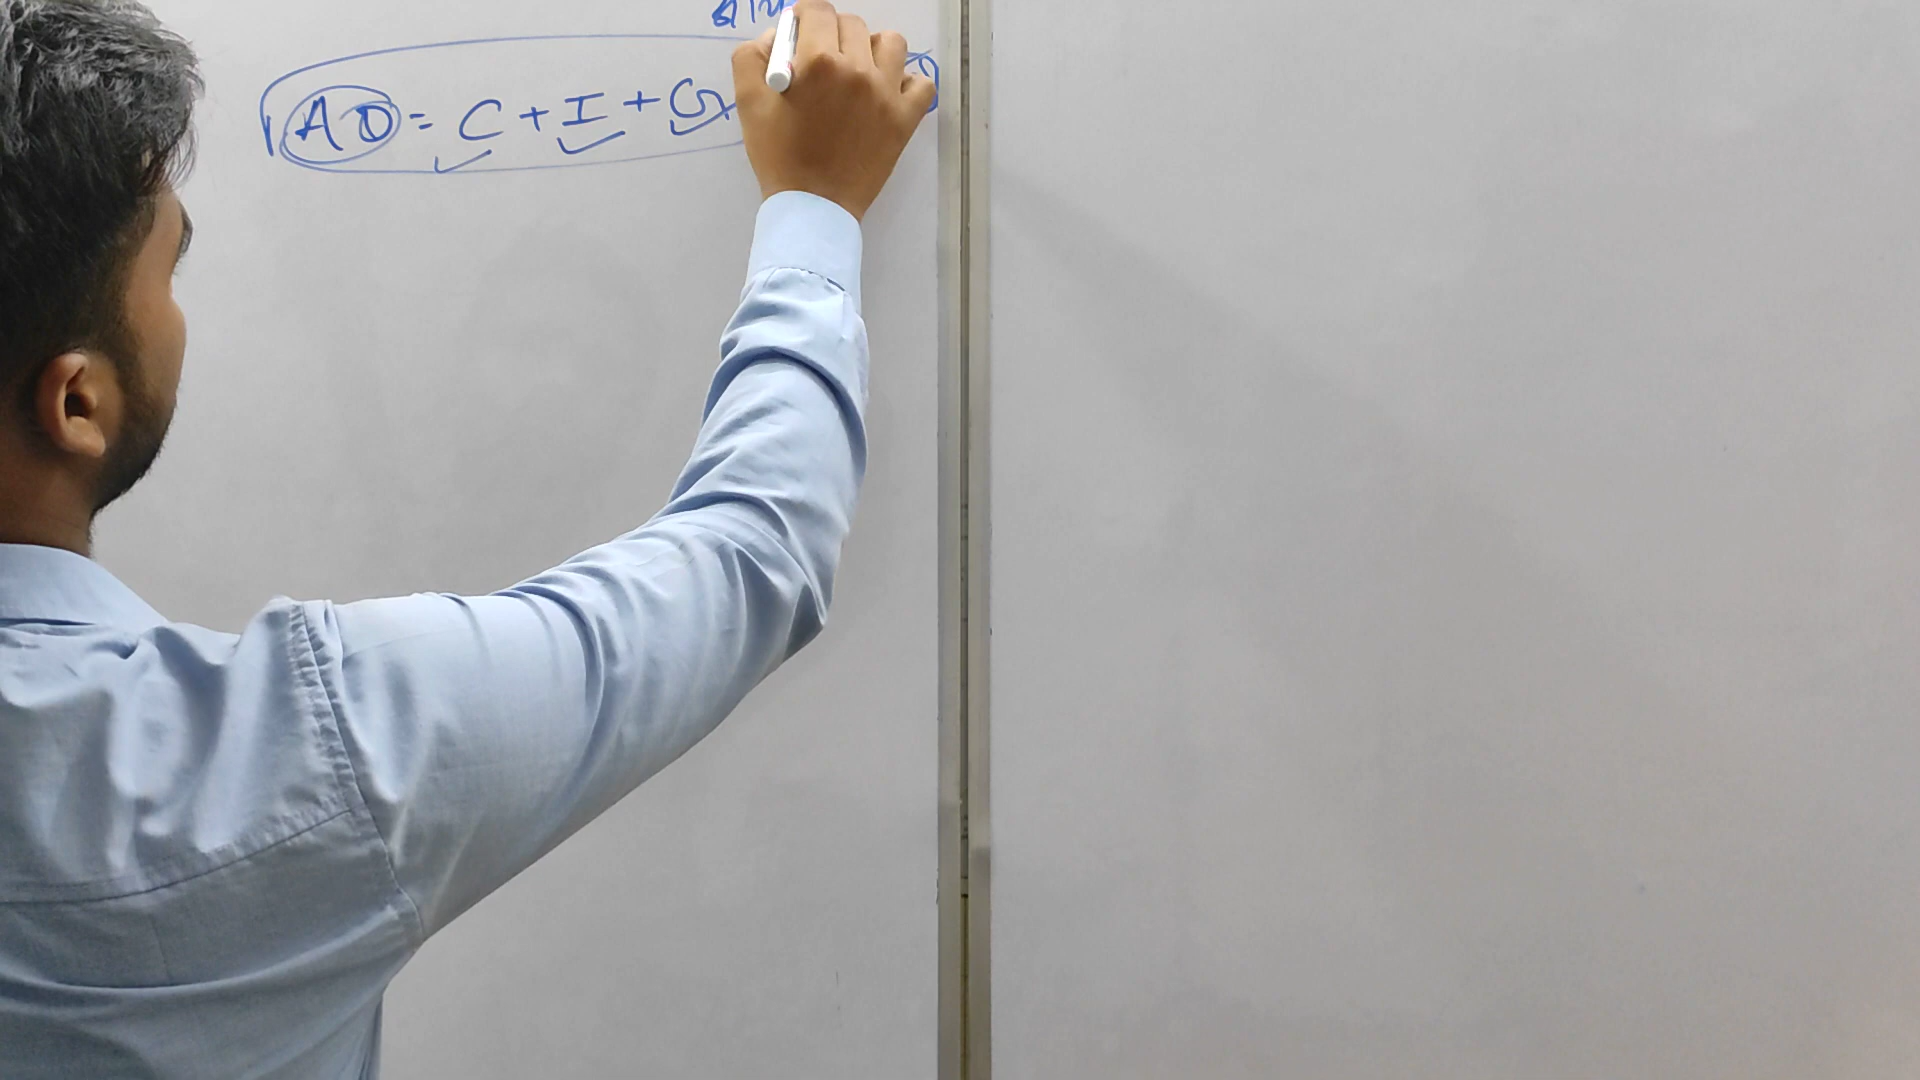 AD = C + I + G